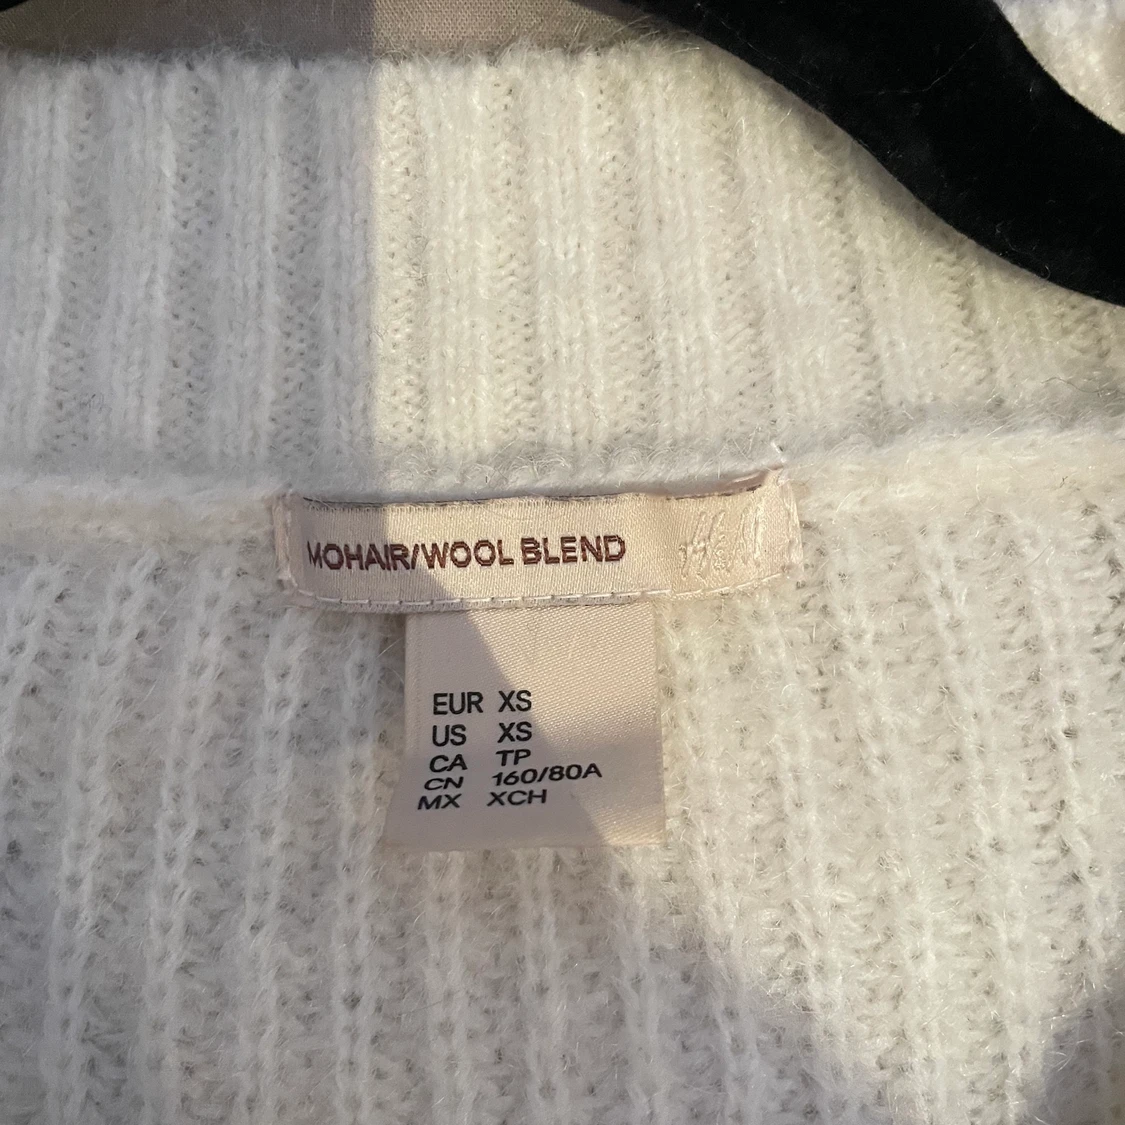 MOHAIR/WOOL BLEND H&M
EUR XS
US XS
CA TP
CN 160/80A
MX XCH